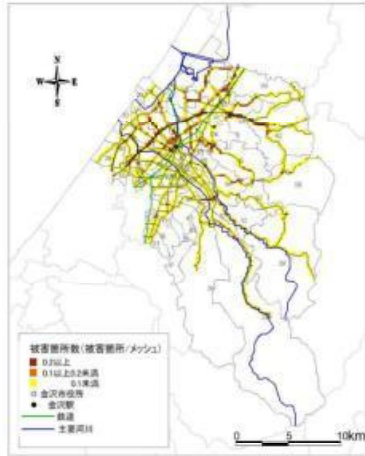 N
W E
S
被害箇所数(被害箇所/メッシュ)
0.2以上
0.1以上0.2未満
0.1未満
金沢市役所
金沢駅
鉄道
主要河川
0 5 10km